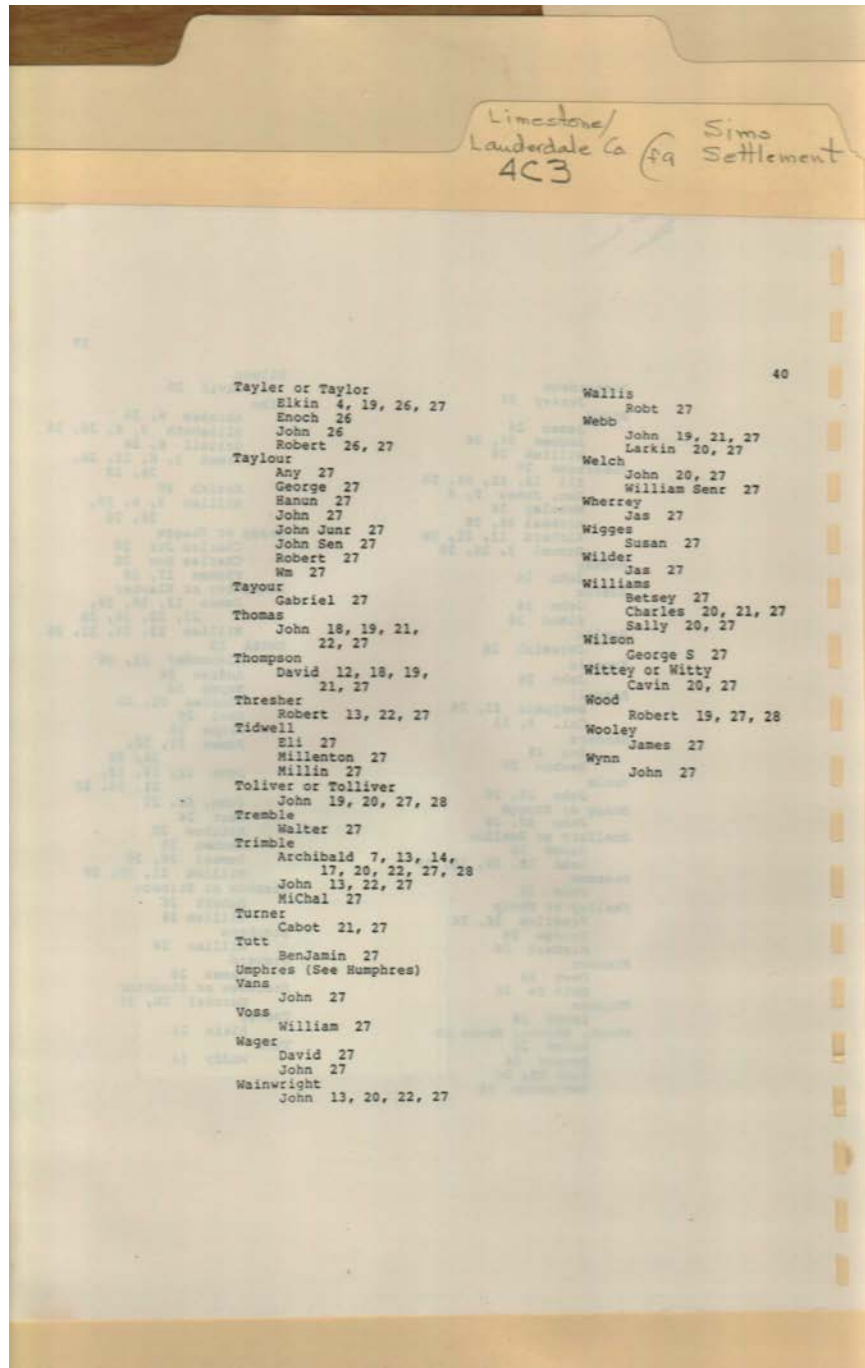 Limestone/
Lauderdale Co
4C3
Sims
Settlement
40
Tayler or Taylor
Elkin 4, 19, 26, 27
Enoch 26
John 26
Robert 26, 27
Taylour
Any 27
George 27
Hanun 27
John 27
John Junr 27
John Sen 27
Robert 27
Wm 27
Tayour
Gabriel 27
Thomas
John 18, 19, 21,
22, 27
Thompson
David 12, 18, 19,
21, 27
Thresher
Robert 13, 22, 27
Tidwell
Eli 27
Millenton 27
Millin 27
Toliver or Tolliver
John 19, 20, 27, 28
Tremble
Walter 27
Trimble
Archibald 7, 13, 14,
17, 20, 22, 27, 28
John 13, 22, 27
MiChal 27
Turner
Cabot 21, 27
Tutt
BenJamin 27
Umphres (See Humphres)
Vans
John 27
Voss
William 27
Wager
David 27
John 27
Wainwright
John 13, 20, 22, 27
Wallis
Robt 27
Webb
John 19, 21, 27
Larkin 20, 27
Welch
John 20, 27
William Senr 27
Wherrey
Jas 27
Wigges
Susan 27
Wilder
Jas 27
Williams
Betsey 27
Charles 20, 21, 27
Sally 20, 27
Wilson
George S 27
Wittey or Witty
Cavin 20, 27
Wood
Robert 19, 27, 28
Wooley
James 27
Wynn
John 27